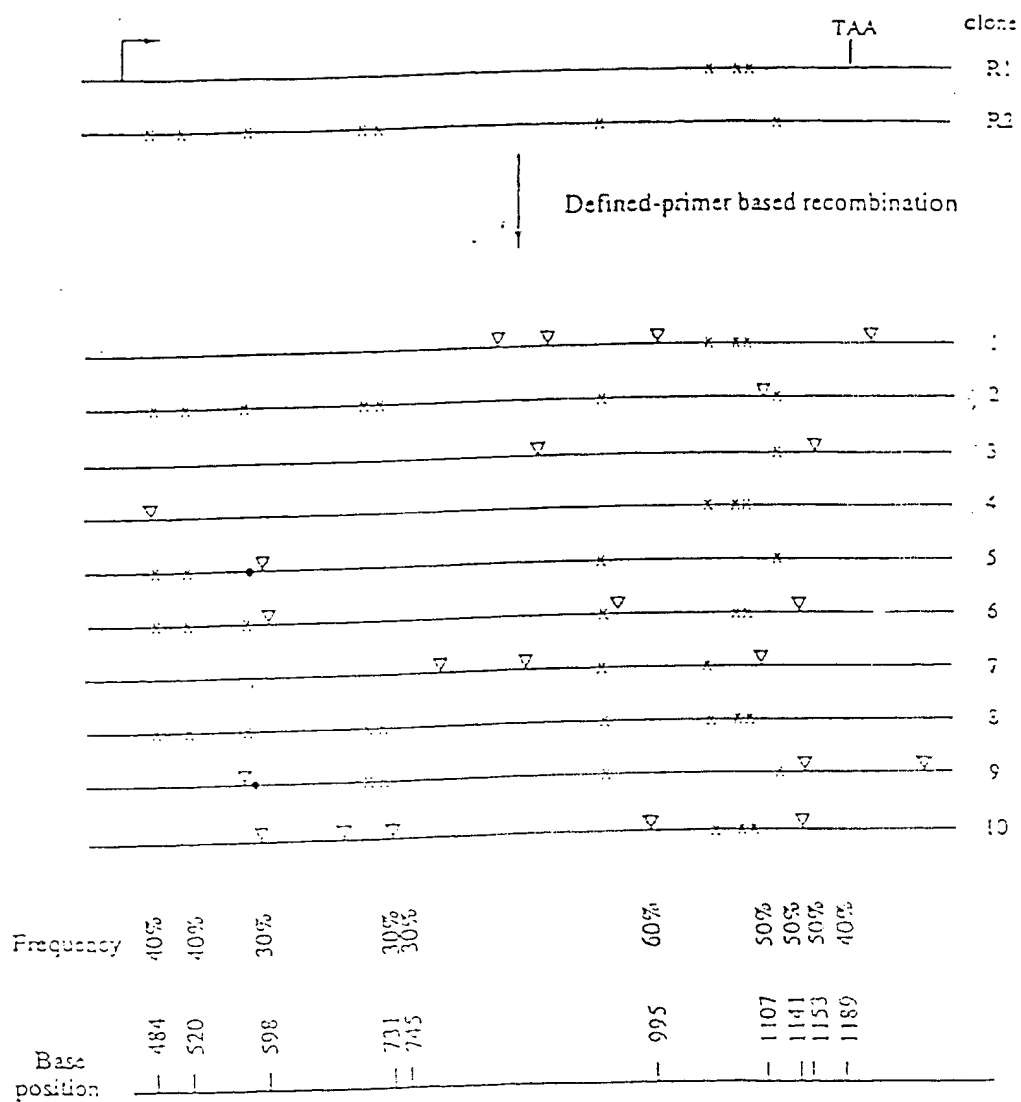 TAA
clone
R1
R2
Defined-primer based recombination
1
2
3
4
5
6
7
8
9
10
Frequency 40% 40% 30% 30% 30% 60% 50% 50% 50% 40%
484 520 598 731 745 995 1107 1141 1153 1189
Base
position